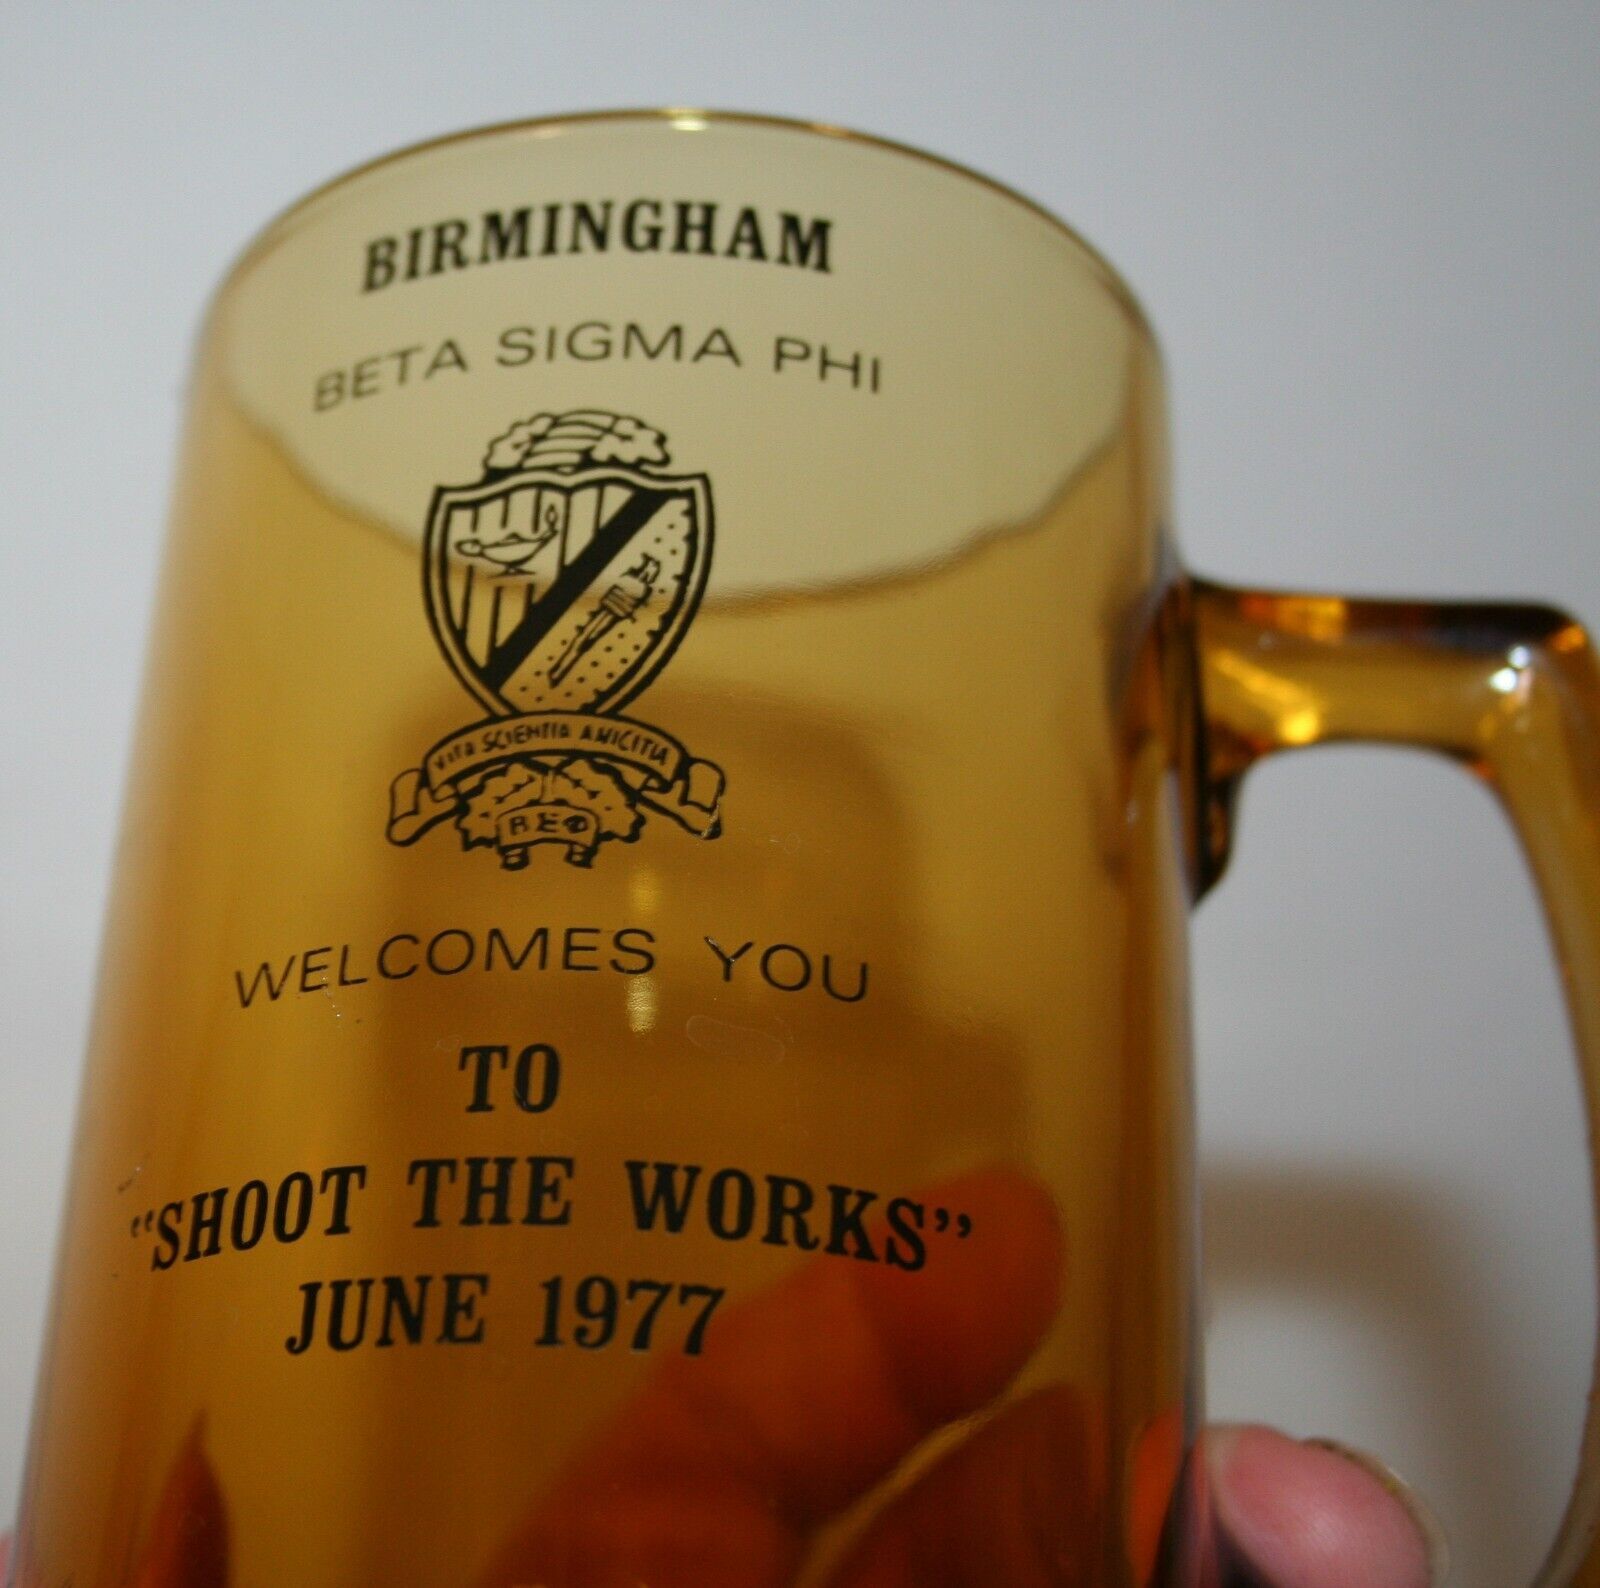 BIRMINGHAM
BETA SIGMA PHI
VITA SCIENTIA AMICITIA
ΒΣΦ
WELCOMES YOU
TO
"SHOOT THE WORKS"
JUNE 1977